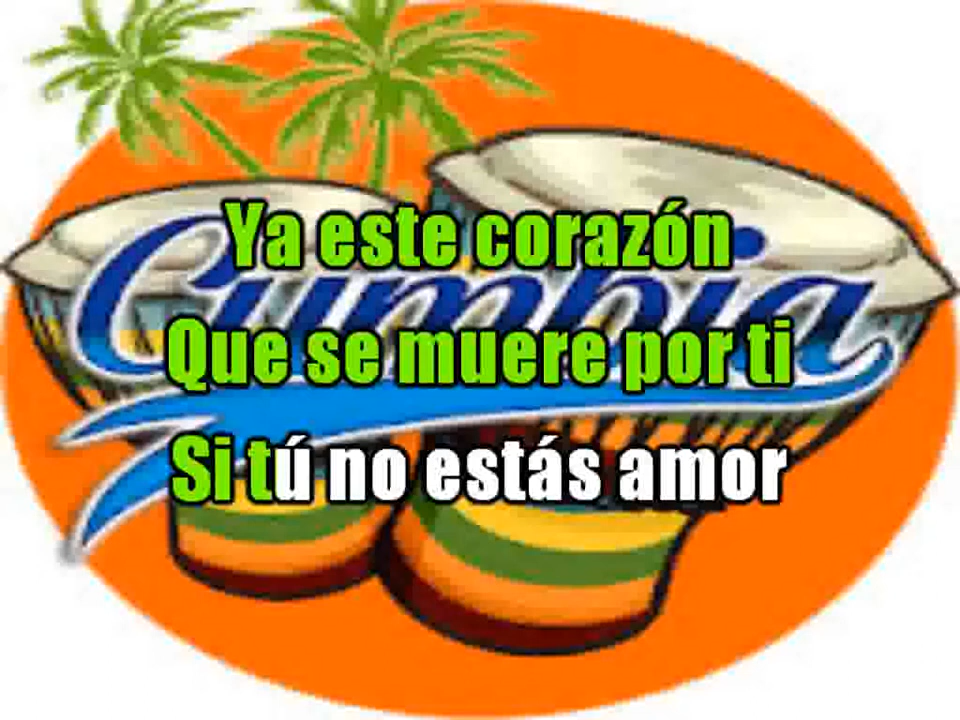 Ya este corazón
Cumbia
Que se muere por ti
Si tú no estás amor